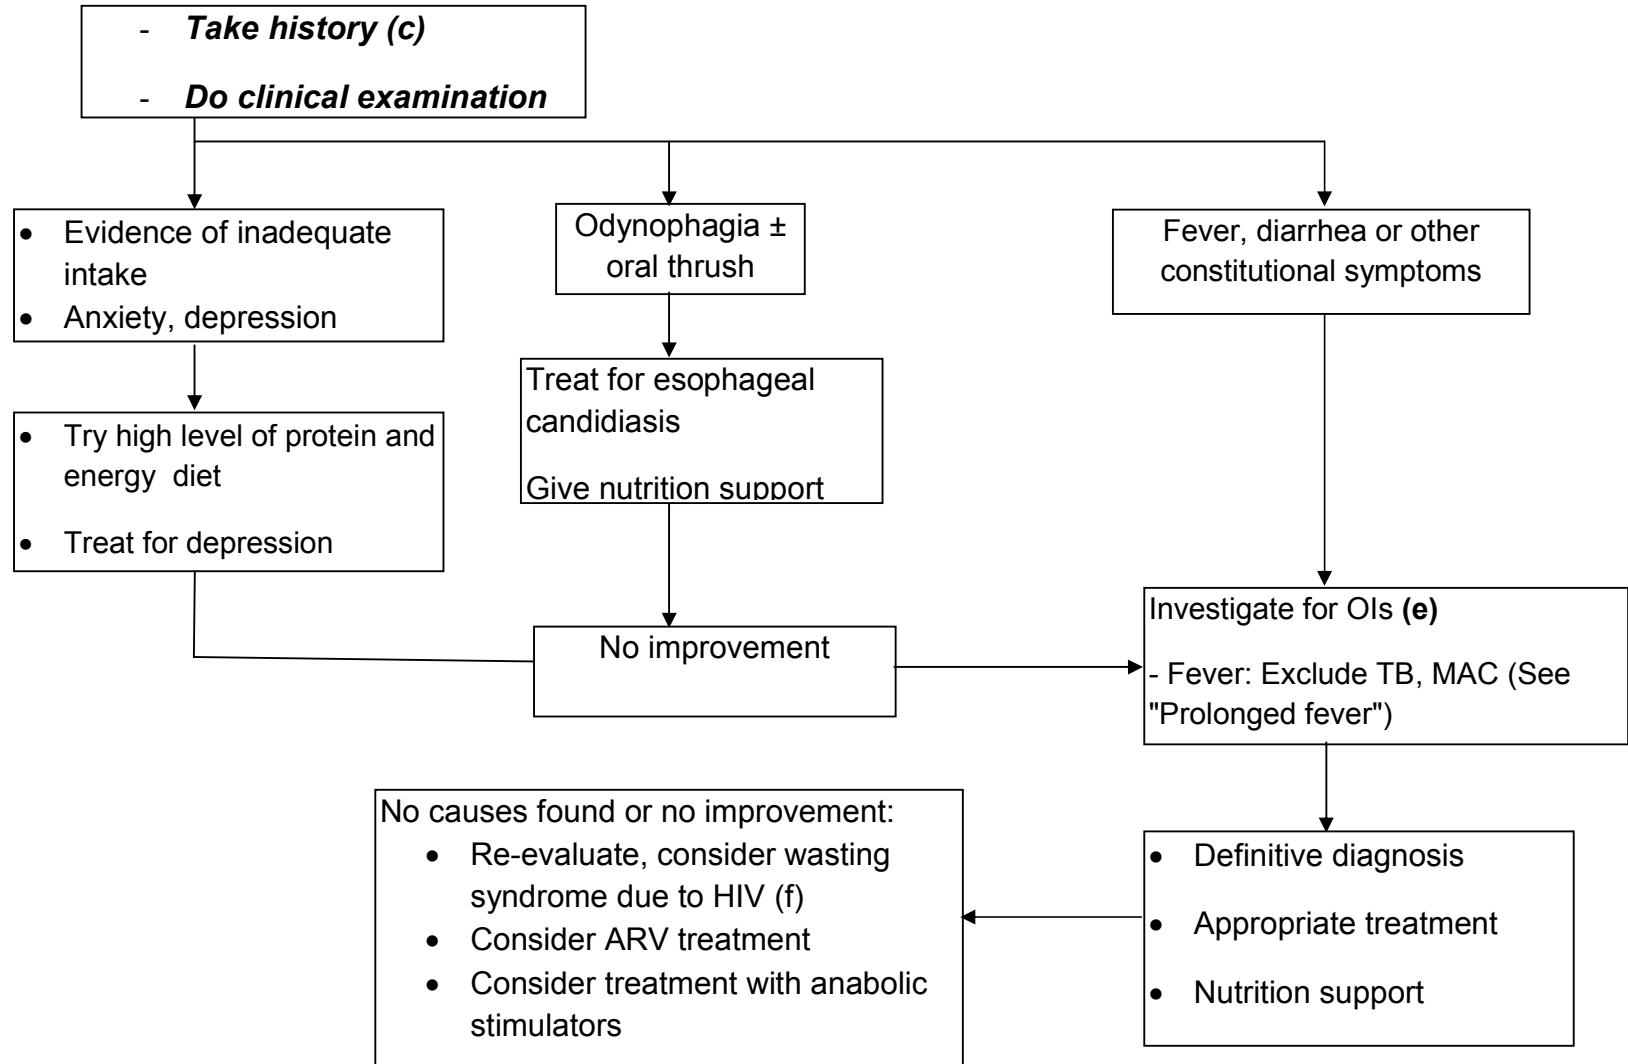 - Take history (c)
- Do clinical examination
• Evidence of inadequate
intake
• Anxiety, depression
Odynophagia ±
oral thrush
Fever, diarrhea or other
constitutional symptoms
• Try high level of protein and
energy diet
• Treat for depression
Treat for esophageal
candidiasis
Give nutrition support
No improvement
Investigate for OIs (e)
- Fever: Exclude TB, MAC (See
"Prolonged fever")
No causes found or no improvement:
• Re-evaluate, consider wasting
syndrome due to HIV (f)
• Consider ARV treatment
• Consider treatment with anabolic
stimulators
• Definitive diagnosis
• Appropriate treatment
• Nutrition support